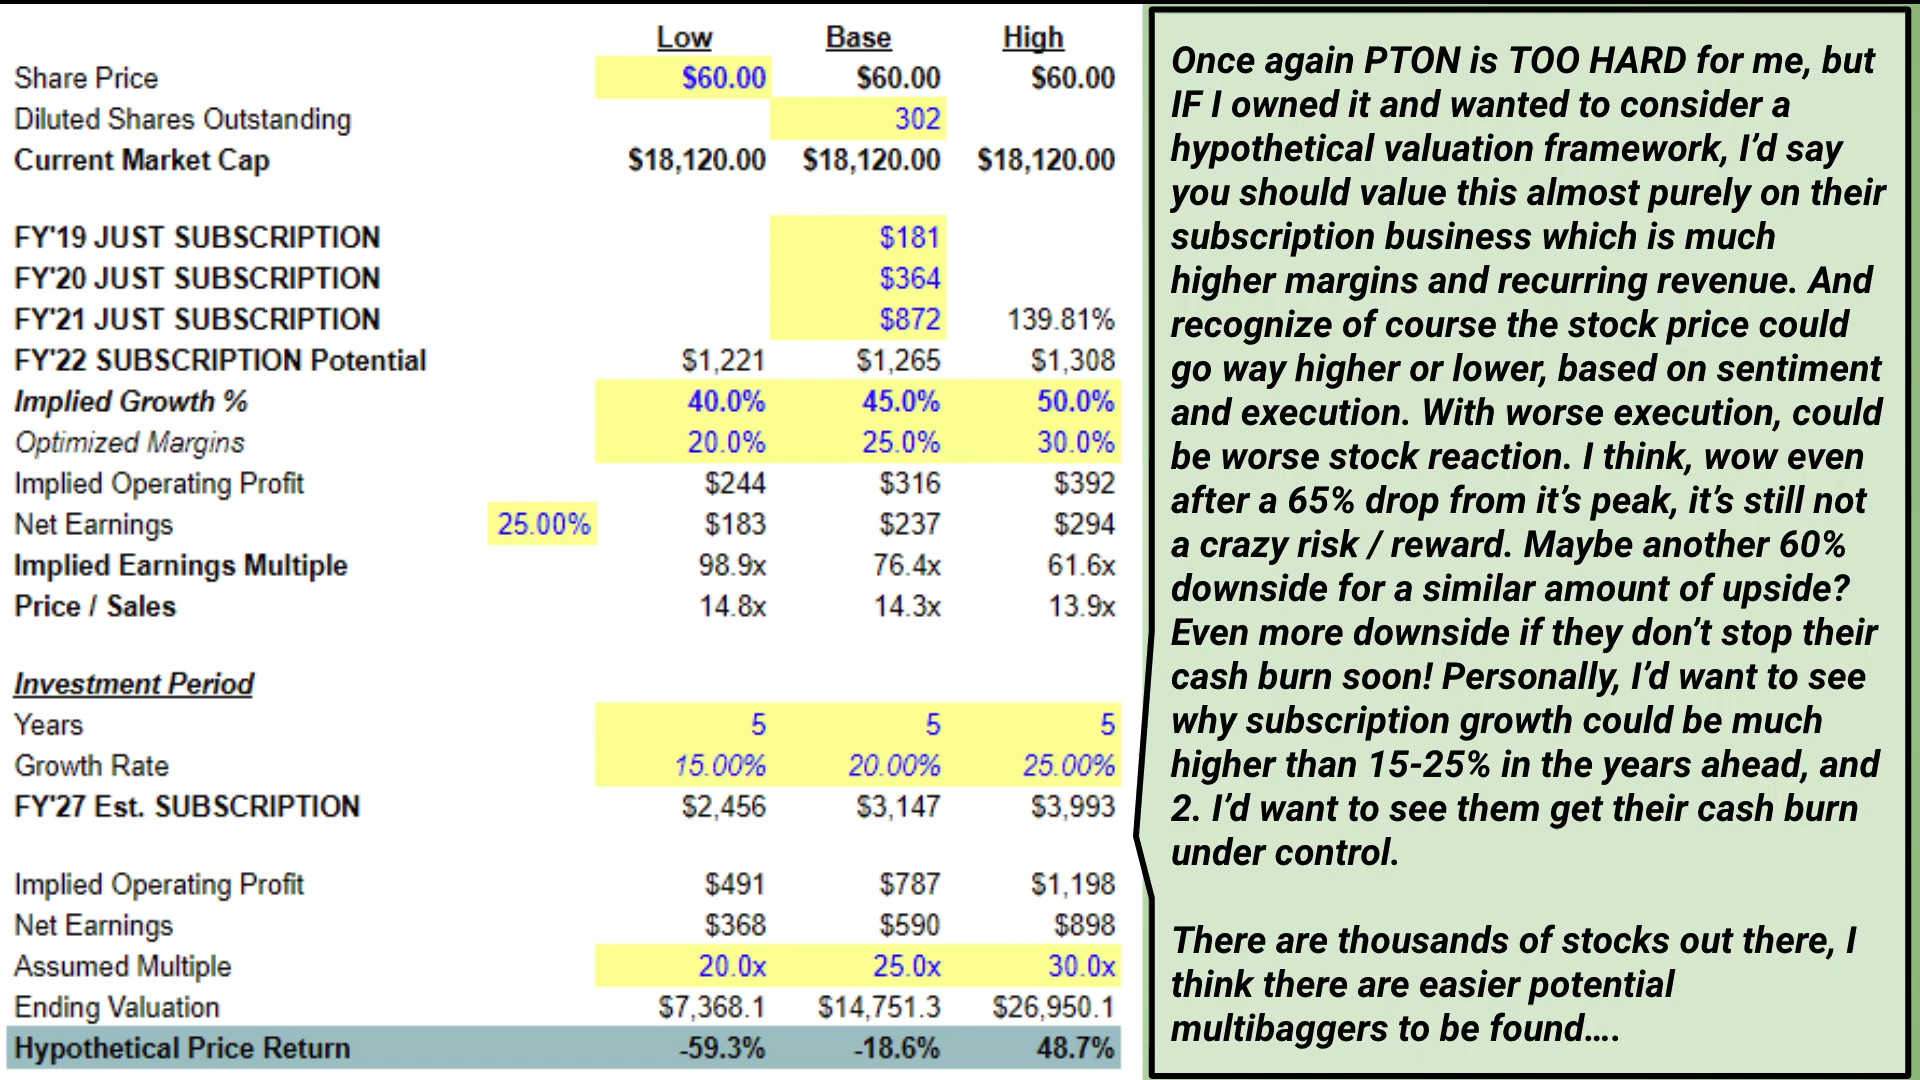 Low Base High
Share Price $60.00 $60.00 $60.00
Diluted Shares Outstanding 302
Current Market Cap $18,120.00 $18,120.00 $18,120.00
FY'19 JUST SUBSCRIPTION $181
FY'20 JUST SUBSCRIPTION $364
FY'21 JUST SUBSCRIPTION $872 139.81%
FY'22 SUBSCRIPTION Potential $1,221 $1,265 $1,308
Implied Growth % 40.0% 45.0% 50.0%
Optimized Margins 20.0% 25.0% 30.0%
Implied Operating Profit $244 $316 $392
Net Earnings 25.00% $183 $237 $294
Implied Earnings Multiple 98.9x 76.4x 61.6x
Price / Sales 14.8x 14.3x 13.9x
Investment Period
Years 5 5 5
Growth Rate 15.00% 20.00% 25.00%
FY'27 Est. SUBSCRIPTION $2,456 $3,147 $3,993
Implied Operating Profit $491 $787 $1,198
Net Earnings $368 $590 $898
Assumed Multiple 20.0x 25.0x 30.0x
Ending Valuation $7,368.1 $14,751.3 $26,950.1
Hypothetical Price Return -59.3% -18.6% 48.7%
Once again PTON is TOO HARD for me, but
IF I owned it and wanted to consider a
hypothetical valuation framework, I’d say
you should value this almost purely on their
subscription business which is much
higher margins and recurring revenue. And
recognize of course the stock price could
go way higher or lower, based on sentiment
and execution. With worse execution, could
be worse stock reaction. I think, wow even
after a 65% drop from it’s peak, it’s still not
a crazy risk / reward. Maybe another 60%
downside for a similar amount of upside?
Even more downside if they don’t stop their
cash burn soon! Personally, I’d want to see
why subscription growth could be much
higher than 15-25% in the years ahead, and
2. I’d want to see them get their cash burn
under control.
There are thousands of stocks out there, I
think there are easier potential
multibaggers to be found....